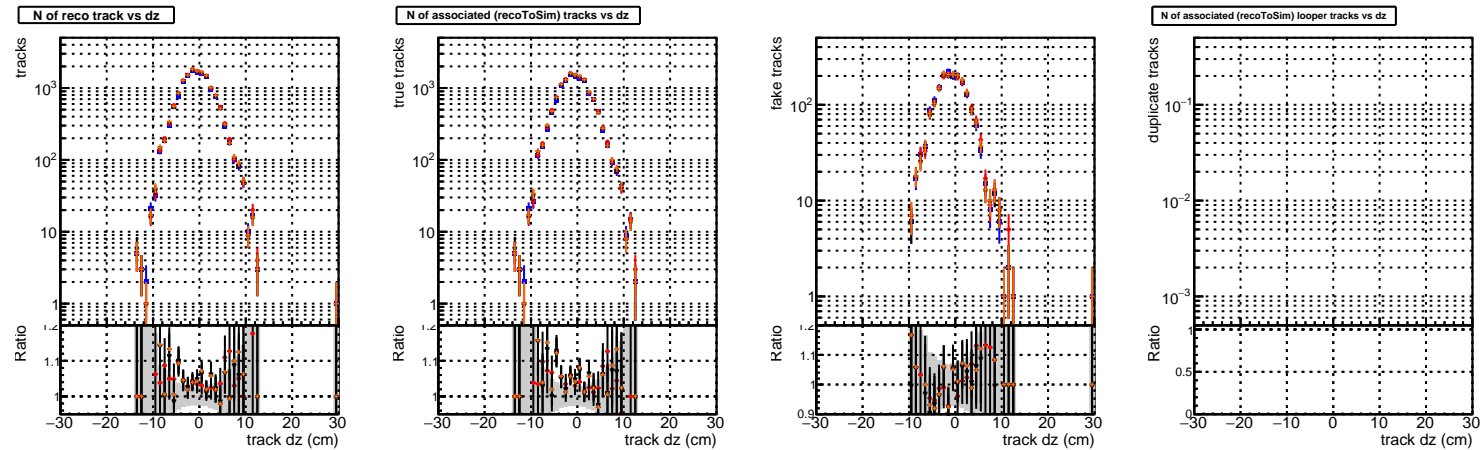 N of reco track vs dz
tracks
10³
10²
10
1
Ratio
1.2
1.1
1
−30 −20 −10 0 10 20 30
track dz (cm)
N of associated (recoToSim) tracks vs dz
true tracks
10³
10²
10
1
Ratio
1.2
1.1
1
−30 −20 −10 0 10 20 30
track dz (cm)
fake tracks
10²
10
1
Ratio
1.2
1.1
1
0.9
−30 −20 −10 0 10 20 30
track dz (cm)
N of associated (recoToSim) looper tracks vs dz
duplicate tracks
10⁻¹
10⁻²
10⁻³
Ratio
1
0.5
0
−30 −20 −10 0 10 20 30
track dz (cm)